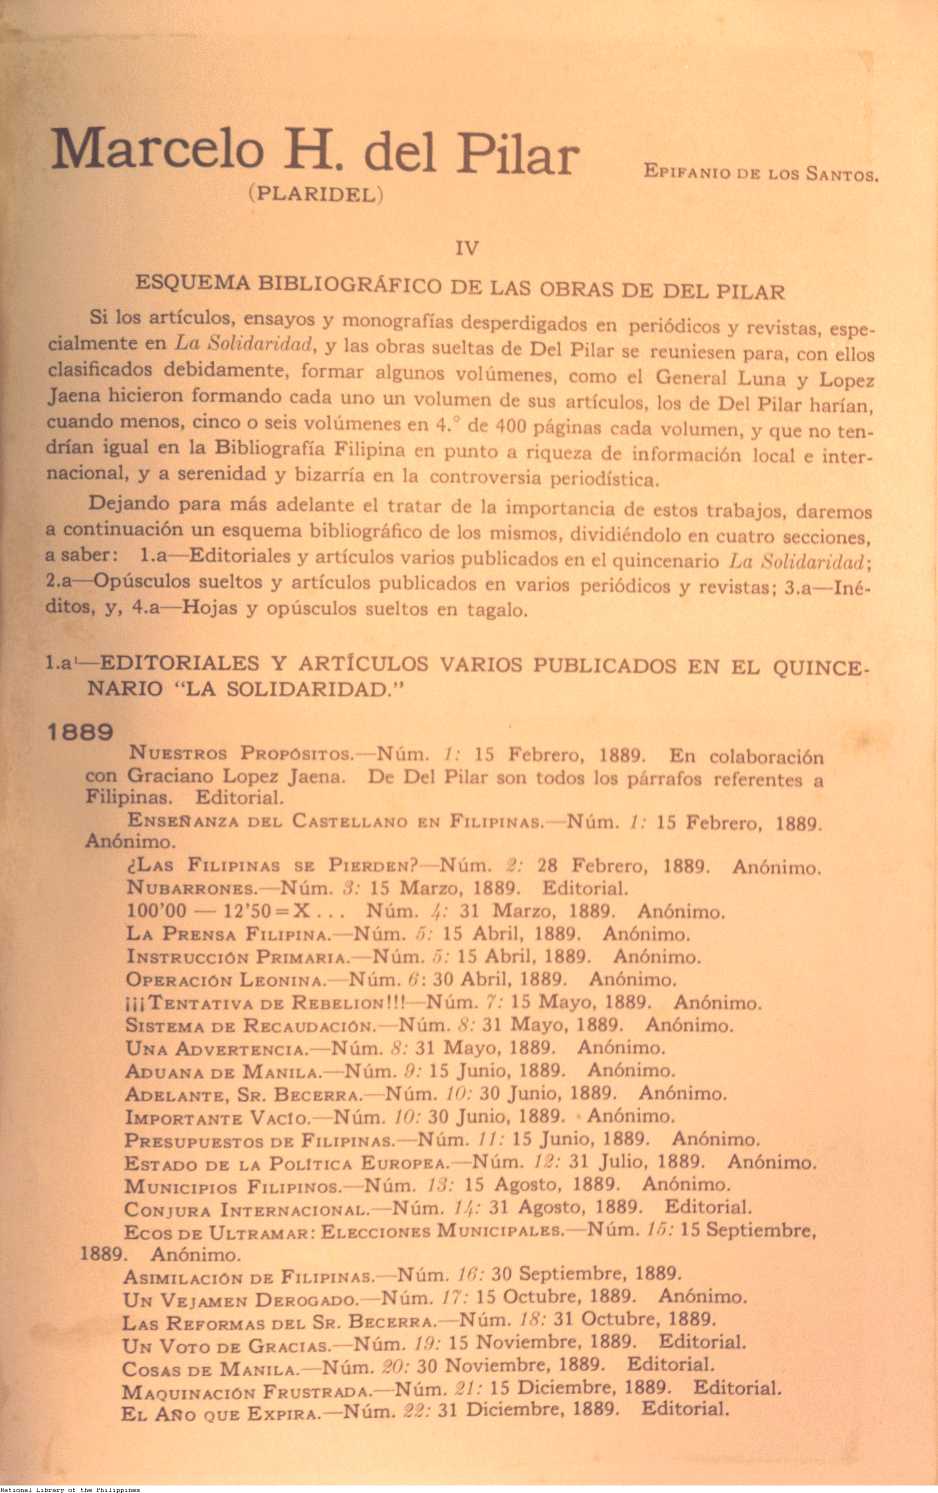 Marcelo H. del Pilar
EPIFANIO DE LOS SANTOS.
(PLARIDEL)
IV
ESQUEMA BIBLIOGRÁFICO DE LAS OBRAS DE DEL PILAR
Si los artículos, ensayos y monografías desperdigados en periódicos y revistas, espe-
cialmente en La Solidaridad, y las obras sueltas de Del Pilar se reuniesen para, con ellos
clasificados debidamente, formar algunos volúmenes, como el General Luna y Lopez
Jaena hicieron formando cada uno un volumen de sus artículos, los de Del Pilar harían,
cuando menos, cinco o seis volúmenes en 4.° de 400 páginas cada volumen, y que no ten-
drían igual en la Bibliografía Filipina en punto a riqueza de información local e inter-
nacional, y a serenidad y bizarría en la controversia periodística.
Dejando para más adelante el tratar de la importancia de estos trabajos, daremos
a continuación un esquema bibliográfico de los mismos, dividiéndolo en cuatro secciones,
a saber: 1.a—Editoriales y artículos varios publicados en el quincenario La Solidaridad;
2.a—Opúsculos sueltos y artículos publicados en varios periódicos y revistas; 3.a—Iné-
ditos, y, 4.a—Hojas y opúsculos sueltos en tagalo.
1.a—EDITORIALES Y ARTÍCULOS VARIOS PUBLICADOS EN EL QUINCE-
NARIO “LA SOLIDARIDAD.”
1889
NUESTROS PROPÓSITOS.—Núm. 1: 15 Febrero, 1889. En colaboración
con Graciano Lopez Jaena. De Del Pilar son todos los párrafos referentes a
Filipinas. Editorial.
ENSEÑANZA DEL CASTELLANO EN FILIPINAS.—Núm. 1: 15 Febrero, 1889.
Anónimo.
¿LAS FILIPINAS SE PIERDEN?—Núm. 2: 28 Febrero, 1889. Anónimo.
NUBARRONES.—Núm. 3: 15 Marzo, 1889. Editorial.
100'00 — 12'50=X... Núm. 4: 31 Marzo, 1889. Anónimo.
LA PRENSA FILIPINA.—Núm. 5: 15 Abril, 1889. Anónimo.
INSTRUCCIÓN PRIMARIA.—Núm. 5: 15 Abril, 1889. Anónimo.
OPERACIÓN LEONINA.—Núm. 6: 30 Abril, 1889. Anónimo.
¡¡¡TENTATIVA DE REBELION!!!—Núm. 7: 15 Mayo, 1889. Anónimo.
SISTEMA DE RECAUDACIÓN.—Núm. 8: 31 Mayo, 1889. Anónimo.
UNA ADVERTENCIA.—Núm. 8: 31 Mayo, 1889. Anónimo.
ADUANA DE MANILA.—Núm. 9: 15 Junio, 1889. Anónimo.
ADELANTE, SR. BECERRA.—Núm. 10: 30 Junio, 1889. Anónimo.
IMPORTANTE VACÍO.—Núm. 10: 30 Junio, 1889. Anónimo.
PRESUPUESTOS DE FILIPINAS.—Núm. 11: 15 Junio, 1889. Anónimo.
ESTADO DE LA POLÍTICA EUROPEA.—Núm. 12: 31 Julio, 1889. Anónimo.
MUNICIPIOS FILIPINOS.—Núm. 13: 15 Agosto, 1889. Anónimo.
CONJURA INTERNACIONAL.—Núm. 14: 31 Agosto, 1889. Editorial.
ECOS DE ULTRAMAR: ELECCIONES MUNICIPALES.—Núm. 15: 15 Septiembre,
1889. Anónimo.
ASIMILACIÓN DE FILIPINAS.—Núm. 16: 30 Septiembre, 1889.
UN VEJAMEN DEROGADO.—Núm. 17: 15 Octubre, 1889. Anónimo.
LAS REFORMAS DEL SR. BECERRA.—Núm. 18: 31 Octubre, 1889.
UN VOTO DE GRACIAS.—Núm. 19: 15 Noviembre, 1889. Editorial.
COSAS DE MANILA.—Núm. 20: 30 Noviembre, 1889. Editorial.
MAQUINACIÓN FRUSTRADA.—Núm. 21: 15 Diciembre, 1889. Editorial.
EL AÑO QUE EXPIRA.—Núm. 22: 31 Diciembre, 1889. Editorial.
National Library of the Philippines